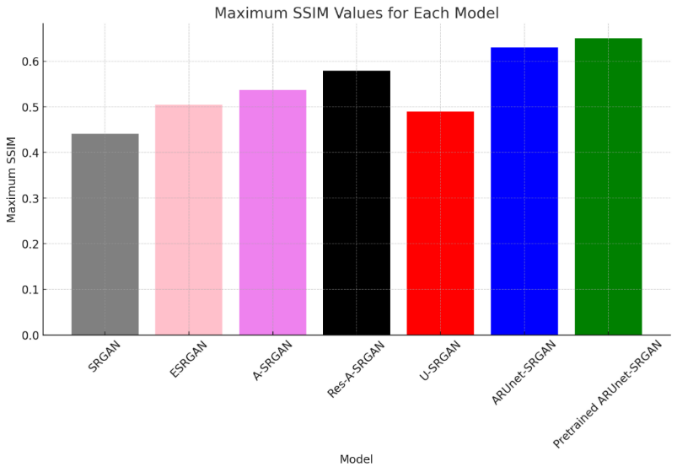 Maximum SSIM Values for Each Model
Maximum SSIM
0.6
0.5
0.4
0.3
0.2
0.1
0.0
SRGAN
ESRGAN
A-SRGAN
Res-A-SRGAN
U-SRGAN
ARUnet-SRGAN
Pretrained ARUnet-SRGAN
Model